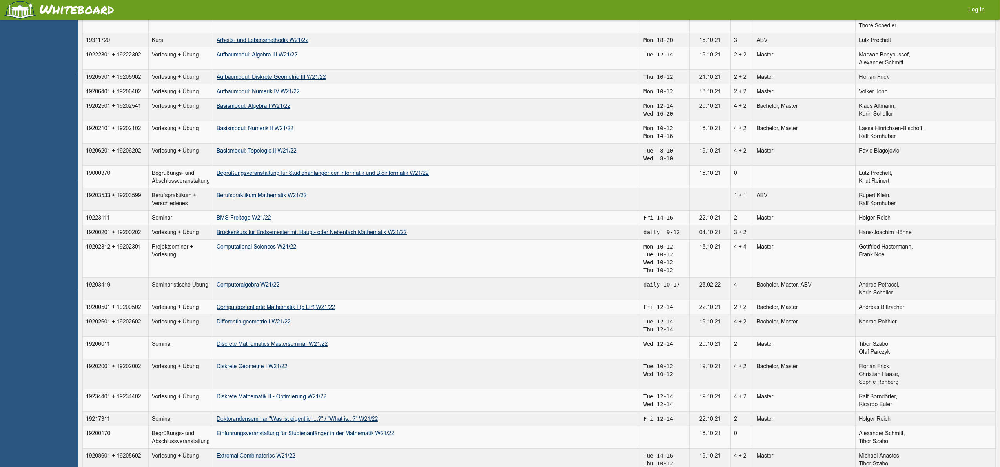 WHITEBOARD
Log In
Thore Schedler
19311720 Kurs Arbeits- und Lebensmethodik W21/22 Mon 18-20 18.10.21 3 ABV Lutz Prechelt
19222301 + 19222302 Vorlesung + Übung Aufbaumodul: Algebra III W21/22 Tue 12-14 19.10.21 2 + 2 Master Marwan Benyoussef,
Alexander Schmitt
19205901 + 19205902 Vorlesung + Übung Aufbaumodul: Diskrete Geometrie III W21/22 Thu 10-12 21.10.21 2 + 2 Master Florian Frick
19206401 + 19206402 Vorlesung + Übung Aufbaumodul: Numerik IV W21/22 Mon 10-12 18.10.21 2 + 2 Master Volker John
19202501 + 19202541 Vorlesung + Übung Basismodul: Algebra I W21/22 Mon 12-14 20.10.21 4 + 2 Bachelor, Master Klaus Altmann,
Wed 16-20 Karin Schaller
19202101 + 19202102 Vorlesung + Übung Basismodul: Numerik II W21/22 Mon 10-12 18.10.21 4 + 2 Bachelor, Master Lasse Hinrichsen-Bischoff,
Mon 14-16 Ralf Kornhuber
19206201 + 19206202 Vorlesung + Übung Basismodul: Topologie II W21/22 Tue 8-10 19.10.21 4 + 2 Master Pavle Blagojevic
Wed 8-10
19000370 Begrüßungs- und Begrüßungsveranstaltung für Studienanfänger der Informatik und Bioinformatik W21/22 18.10.21 0 Lutz Prechelt,
Abschlussveranstaltung Knut Reinert
19203533 + 19203599 Berufspraktikum + Berufspraktikum Mathematik W21/22 1 + 1 ABV Rupert Klein,
Verschiedenes Ralf Kornhuber
19223111 Seminar BMS-Freitage W21/22 Fri 14-16 22.10.21 2 Master Holger Reich
19200201 + 19200202 Vorlesung + Übung Brückenkurs für Erstsemester mit Haupt- oder Nebenfach Mathematik W21/22 daily 9-12 04.10.21 3 + 2 Hans-Joachim Höhne
19202312 + 19202301 Projektseminar + Computational Sciences W21/22 Mon 10-12 18.10.21 4 + 4 Master Gottfried Hastermann,
Vorlesung Tue 10-12 Frank Noe
Wed 10-12
Thu 10-12
19203419 Seminaristische Übung Computeralgebra W21/22 daily 10-17 28.02.22 4 Bachelor, Master, ABV Andrea Petracci,
Karin Schaller
19200501 + 19200502 Vorlesung + Übung Computerorientierte Mathematik I (5 LP) W21/22 Fri 12-14 22.10.21 2 + 2 Bachelor, Master Andreas Bittracher
19202601 + 19202602 Vorlesung + Übung Differentialgeometrie I W21/22 Tue 12-14 19.10.21 4 + 2 Bachelor, Master Konrad Polthier
Thu 12-14
19206011 Seminar Discrete Mathematics Masterseminar W21/22 Wed 12-14 20.10.21 2 Master Tibor Szabo,
Olaf Parczyk
19202001 + 19202002 Vorlesung + Übung Diskrete Geometrie I W21/22 Tue 10-12 19.10.21 4 + 2 Bachelor, Master Florian Frick,
Wed 10-12 Christian Haase,
Sophie Rehberg
19234401 + 19234402 Vorlesung + Übung Diskrete Mathematik II - Optimierung W21/22 Tue 12-14 19.10.21 4 + 2 Master Ralf Borndörfer,
Wed 12-14 Ricardo Euler
19217311 Seminar Doktorandenseminar "Was ist eigentlich...?" / "What is...?" W21/22 Fri 12-14 22.10.21 2 Master Holger Reich
19200170 Begrüßungs- und Einführungsveranstaltung für Studienanfänger in der Mathematik W21/22 18.10.21 0 Alexander Schmitt,
Abschlussveranstaltung Tibor Szabo
19208601 + 19208602 Vorlesung + Übung Extremal Combinatorics W21/22 Tue 14-16 19.10.21 4 + 2 Master Michael Anastos,
Thu 10-12 Tibor Szabo